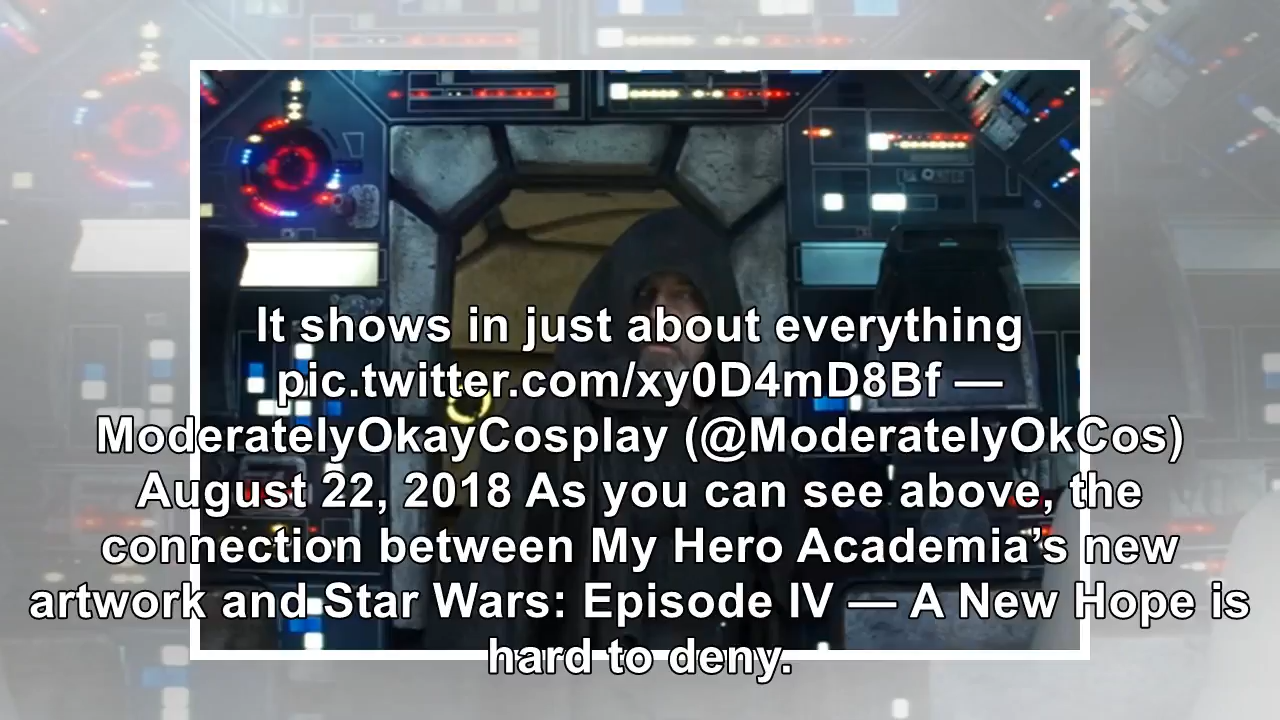 It shows in just about everything
pic.twitter.com/xy0D4mD8Bf —
ModeratelyOkayCosplay (@ModeratelyOkCos)
August 22, 2018 As you can see above, the
connection between My Hero Academia’s new
artwork and Star Wars: Episode IV — A New Hope is
hard to deny.